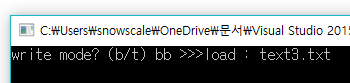 C:₩Users₩snowscale₩OneDrive₩문서₩Visual Studio 2015
write mode? (b/t) bb >>>load : text3.txt